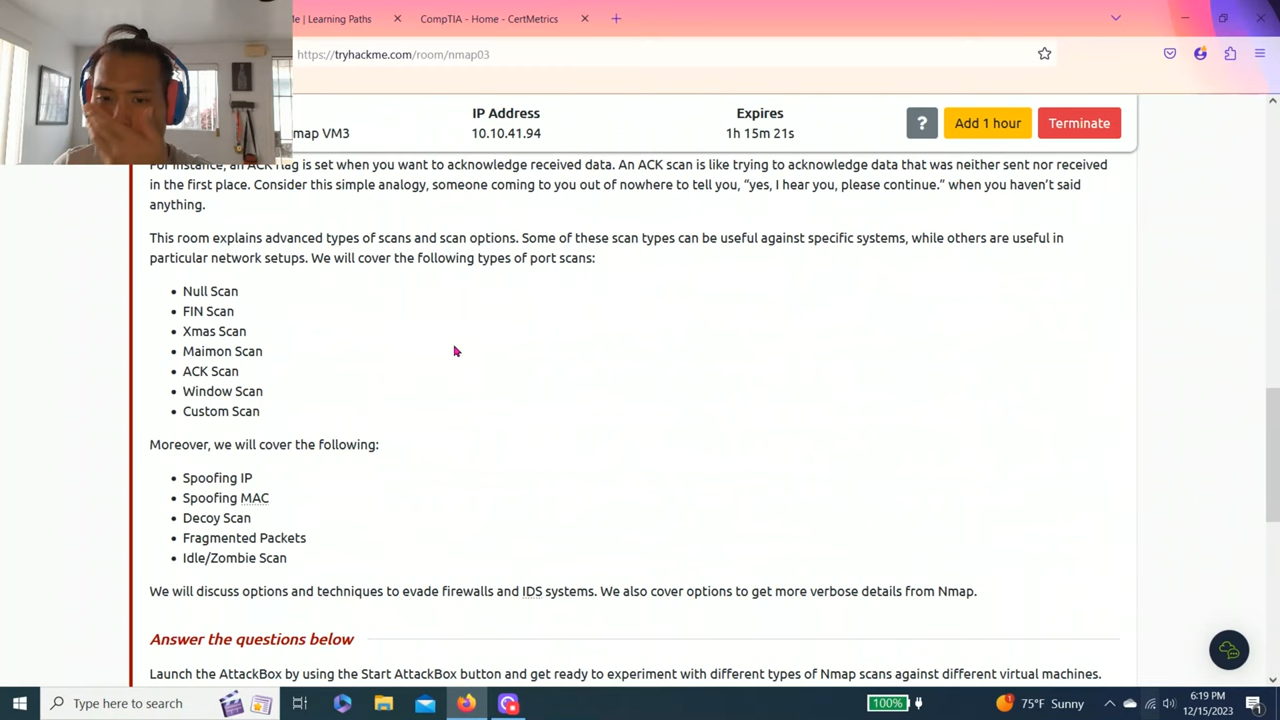 Me | Learning Paths
CompTIA - Home - CertMetrics
https://tryhackme.com/room/nmap03
IP Address
Expires
map VM3
10.10.41.94
1h 15m 21s
?
Add 1 hour
Terminate
For instance, an ACK flag is set when you want to acknowledge received data. An ACK scan is like trying to acknowledge data that was neither sent nor received
in the first place. Consider this simple analogy, someone coming to you out of nowhere to tell you, “yes, I hear you, please continue.” when you haven’t said
anything.
This room explains advanced types of scans and scan options. Some of these scan types can be useful against specific systems, while others are useful in
particular network setups. We will cover the following types of port scans:
• Null Scan
• FIN Scan
• Xmas Scan
• Maimon Scan
• ACK Scan
• Window Scan
• Custom Scan
Moreover, we will cover the following:
• Spoofing IP
• Spoofing MAC
• Decoy Scan
• Fragmented Packets
• Idle/Zombie Scan
We will discuss options and techniques to evade firewalls and IDS systems. We also cover options to get more verbose details from Nmap.
Answer the questions below
Launch the AttackBox by using the Start AttackBox button and get ready to experiment with different types of Nmap scans against different virtual machines.
Type here to search
100%
75°F Sunny
6:19 PM
12/15/2023
1